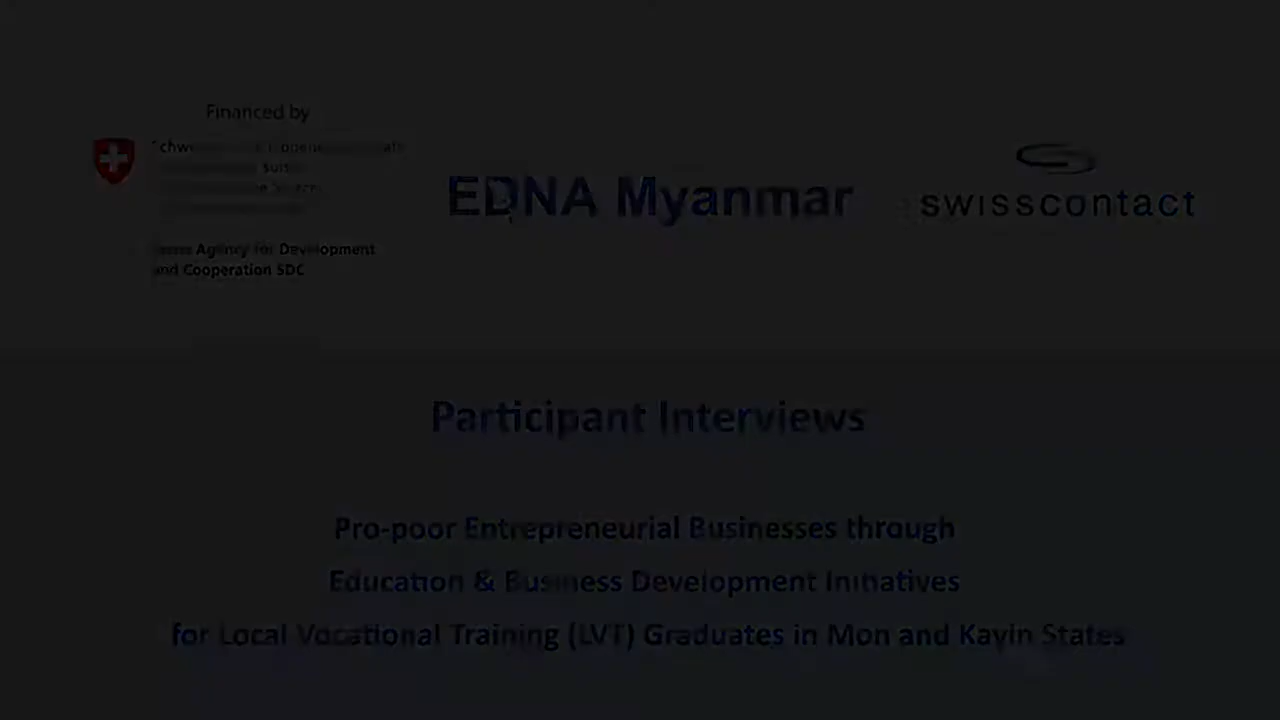 Financed by
EDNA Myanmar
swisscontact
Agency for Development
and Cooperation SDC
Participant Interviews
Pro-poor Entrepreneurial Businesses through
Education & Business Development Initiatives
for Local Vocational Training (LVT) Graduates in Mon and Kayin States